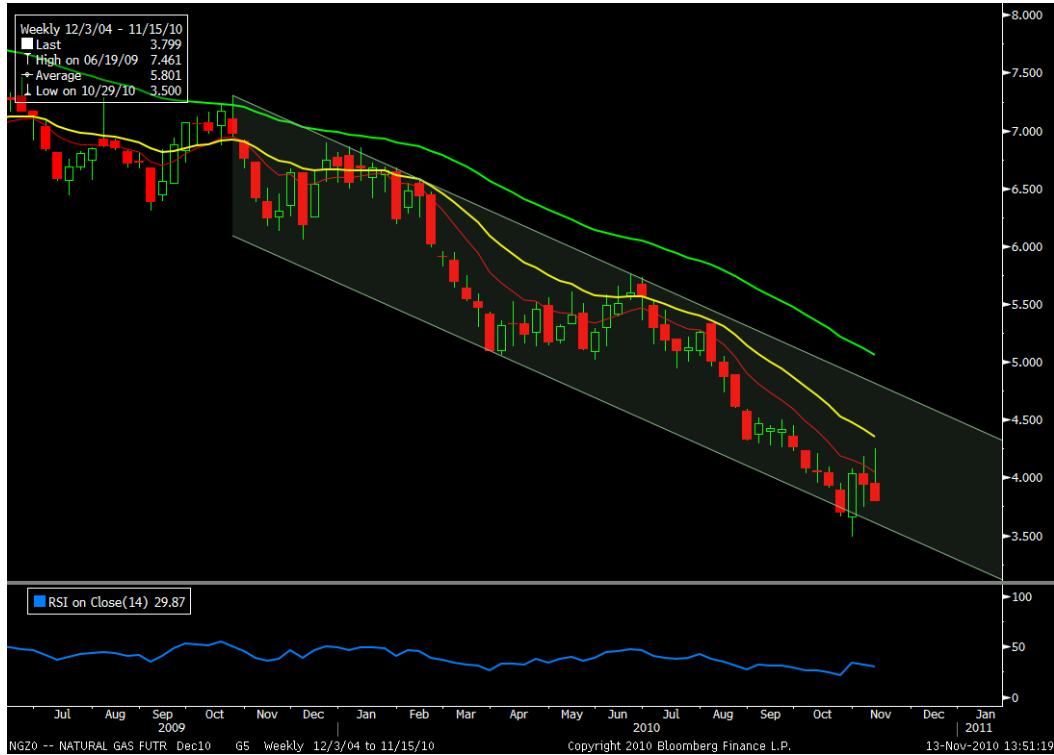 Weekly 12/3/04 - 11/15/10
Last 3.799
High on 06/19/09 7.461
Average 5.801
Low on 10/29/10 3.500
8.000
7.500
7.000
6.500
6.000
5.500
5.000
4.500
4.000
3.500
RSI on Close(14) 29.87
100
50
0
Jul Aug Sep Oct Nov Dec Jan Feb Mar Apr May Jun Jul Aug Sep Oct Nov Dec Jan
2009 2010 2011
NGZ0 -- NATURAL GAS FUTR Dec10 G5 Weekly 12/3/04 to 11/15/10 Copyright 2010 Bloomberg Finance L.P. 13-Nov-2010 13:51:19